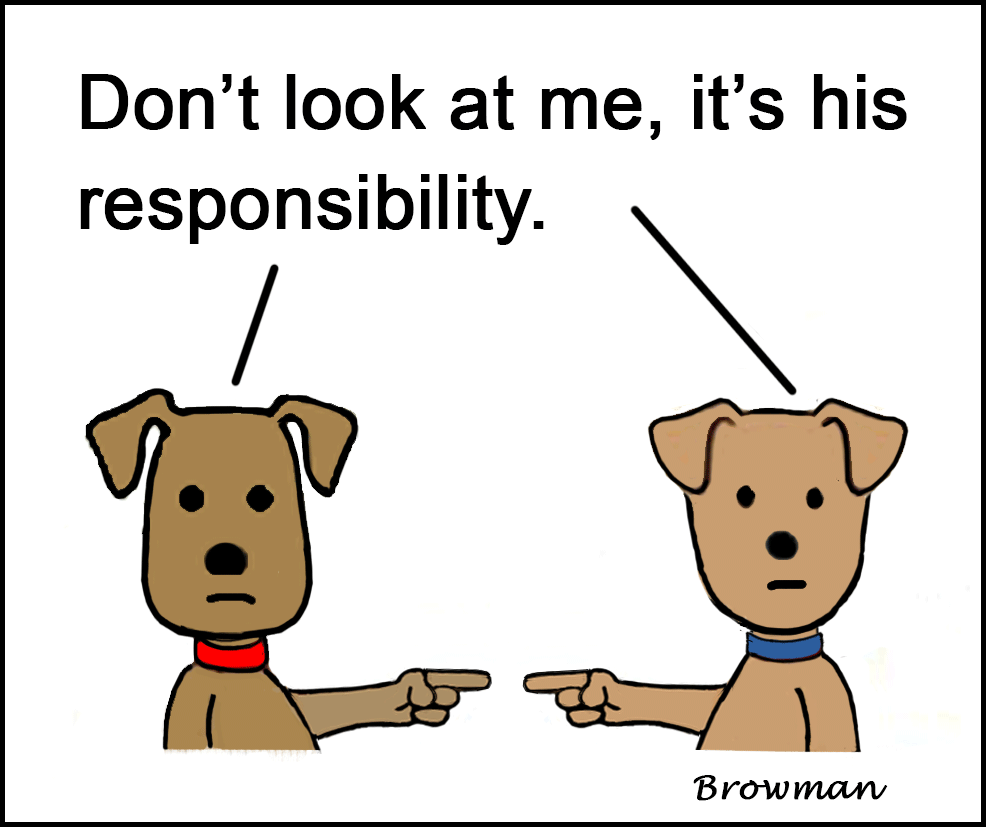 Don’t look at me, it’s his
responsibility.
Browman